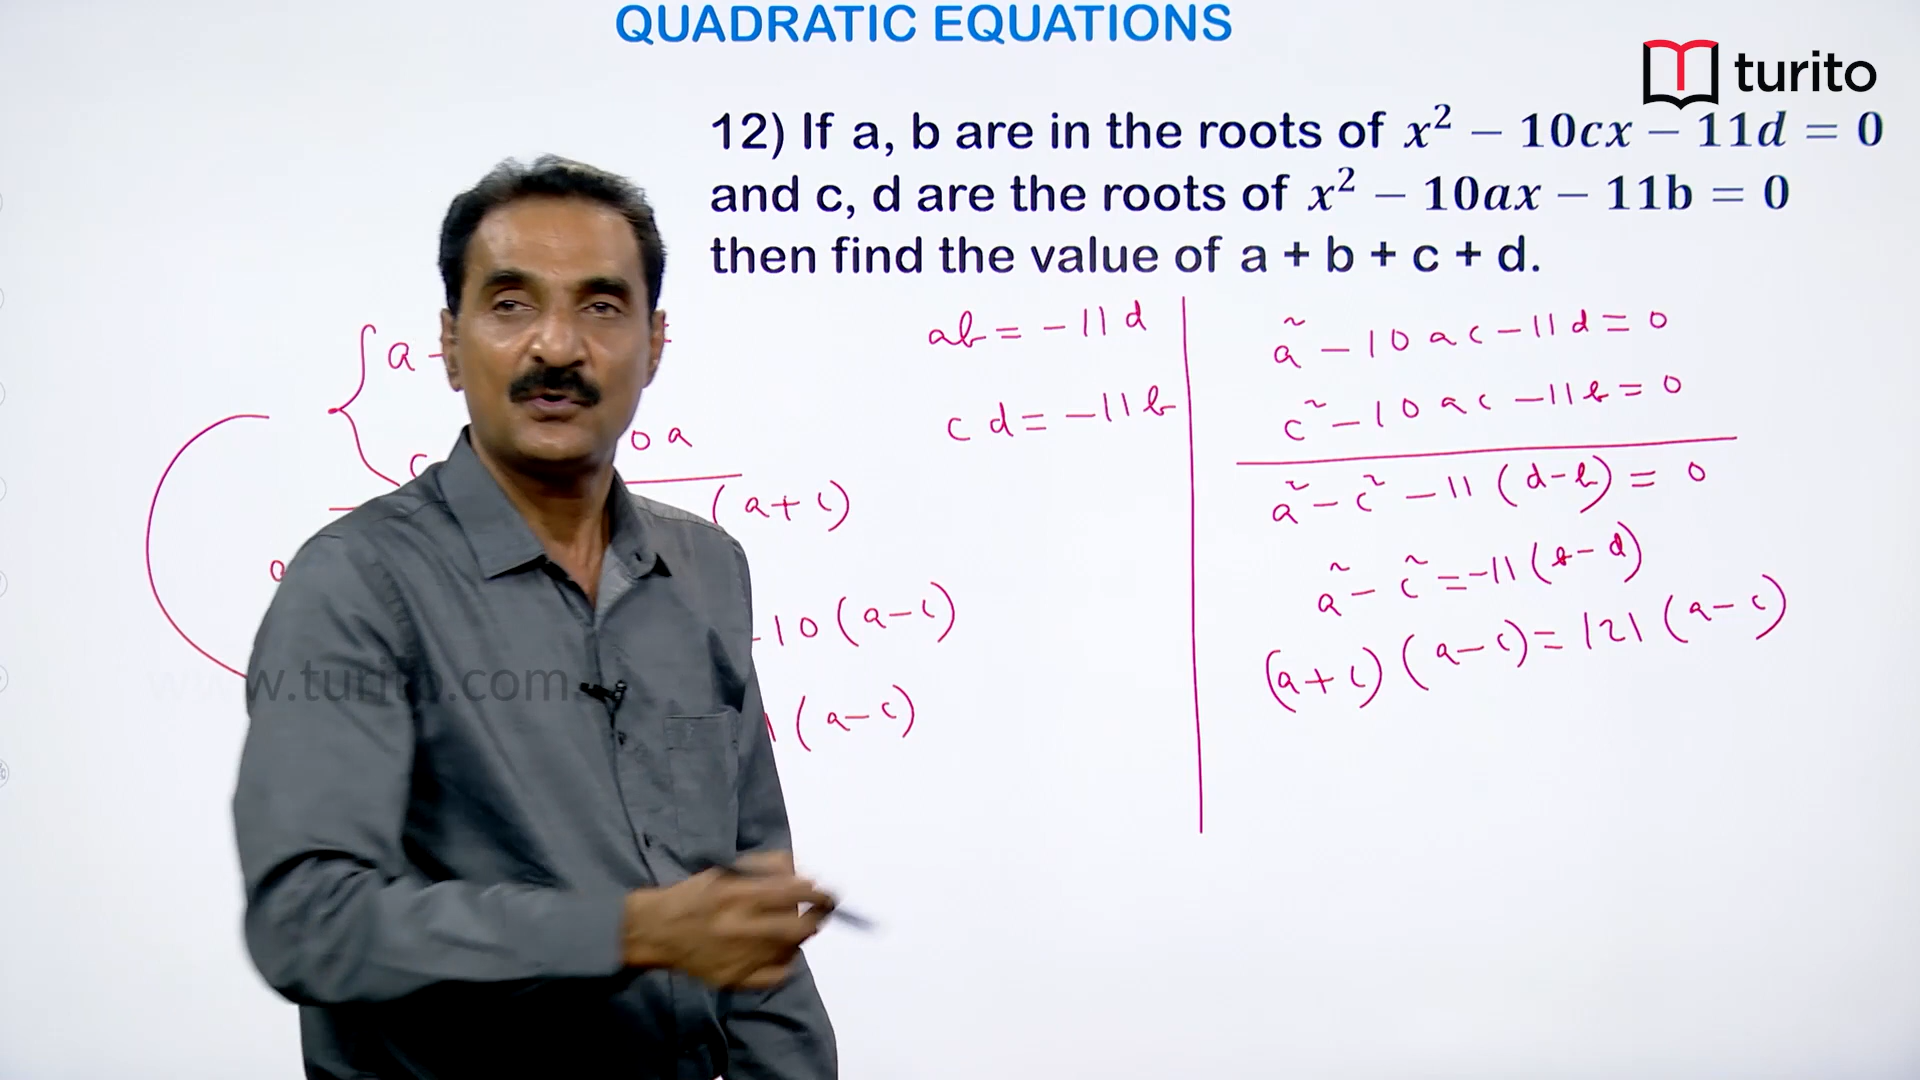 QUADRATIC EQUATIONS
turito
12) If a, b are in the roots of x² − 10cx − 11d = 0
and c, d are the roots of x² − 10ax − 11b = 0
then find the value of a + b + c + d.
a -
0 a
(a+c)
-10(a-c)
1(a-c)
ab = -11d
cd = -11b
a² - 10ac - 11d = 0
c² - 10ac - 11b = 0
a² - c² - 11(d-b) = 0
a² - c² = -11(b-d)
(a+c)(a-c) = 121(a-c)
www.turito.com